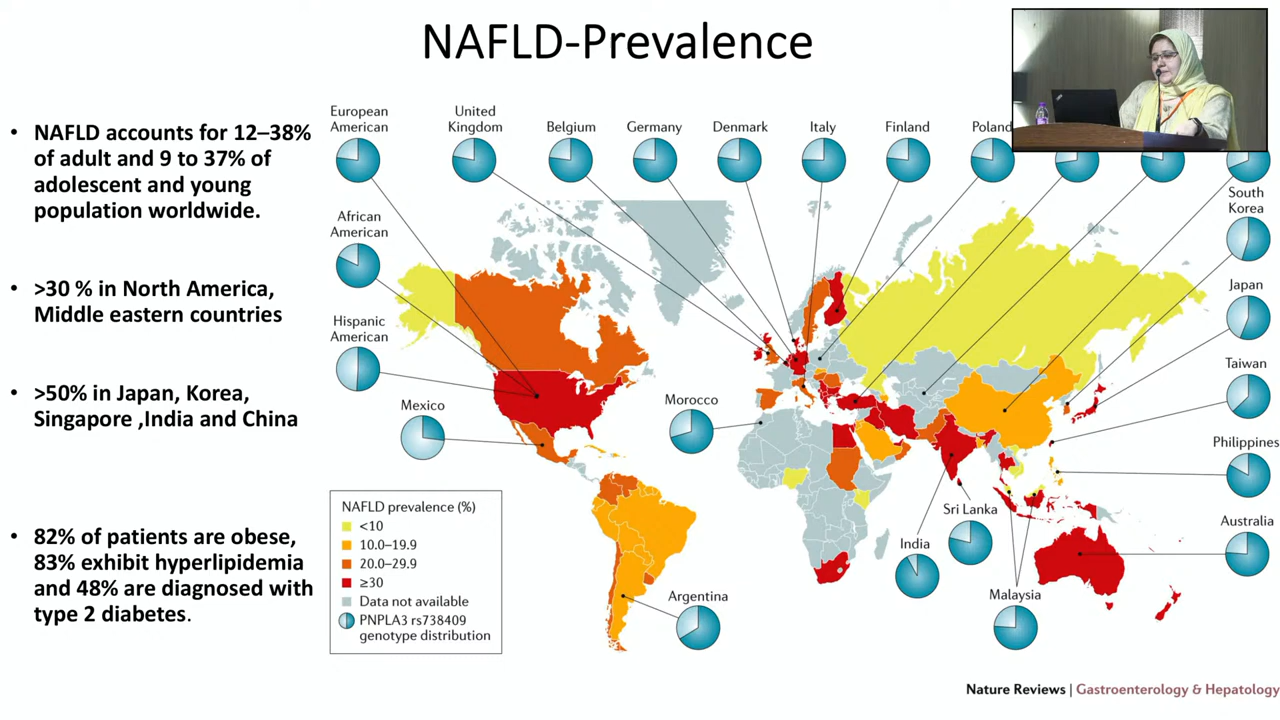 NAFLD-Prevalence
• NAFLD accounts for 12–38%
of adult and 9 to 37% of
adolescent and young
population worldwide.
• >30 % in North America,
Middle eastern countries
• >50% in Japan, Korea,
Singapore ,India and China
• 82% of patients are obese,
83% exhibit hyperlipidemia
and 48% are diagnosed with
type 2 diabetes.
European
American
United
Kingdom
Belgium
Germany
Denmark
Italy
Finland
Poland
African
American
Hispanic
American
Mexico
Morocco
South
Korea
Japan
Taiwan
Philippines
Australia
Sri Lanka
India
Malaysia
Argentina
NAFLD prevalence (%)
<10
10.0–19.9
20.0–29.9
≥30
Data not available
PNPLA3 rs738409
genotype distribution
Nature Reviews | Gastroenterology & Hepatology